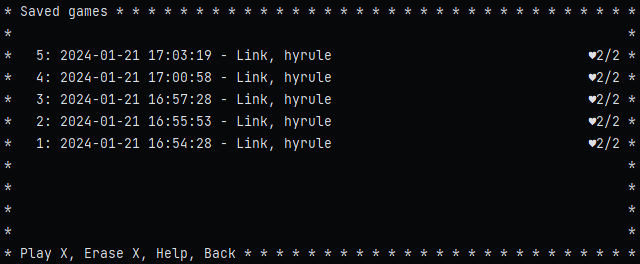 * Saved games * * * * * * * * * * * * * * * * * * * * * * * * * * * * * * * * *
* *
* 5: 2024-01-21 17:03:19 - Link, hyrule ♥2/2 *
* 4: 2024-01-21 17:00:58 - Link, hyrule ♥2/2 *
* 3: 2024-01-21 16:57:28 - Link, hyrule ♥2/2 *
* 2: 2024-01-21 16:55:53 - Link, hyrule ♥2/2 *
* 1: 2024-01-21 16:54:28 - Link, hyrule ♥2/2 *
* *
* *
* *
* *
* Play X, Erase X, Help, Back * * * * * * * * * * * * * * * * * * * * * * * * *